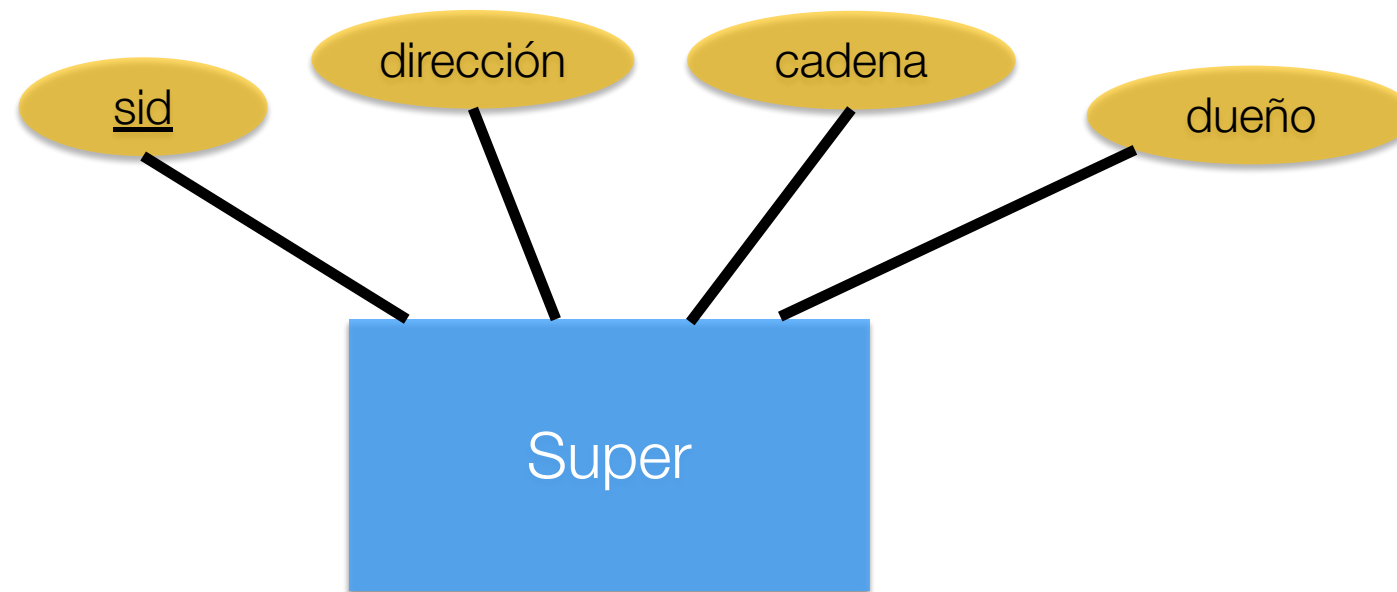 sid
dirección
cadena
dueño
Super